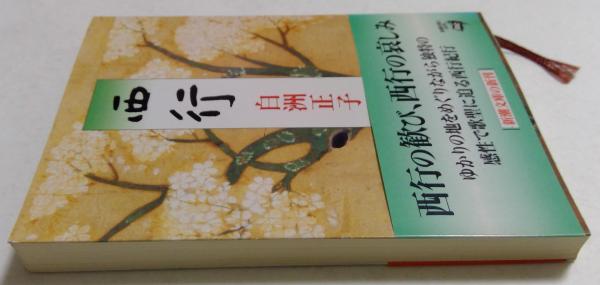 西行
白洲正子
西行の歓び、西行の哀しみ
ゆかりの地をめぐりながら独特の
感性で歌聖に迫る西行紀行
新潮文庫の新刊